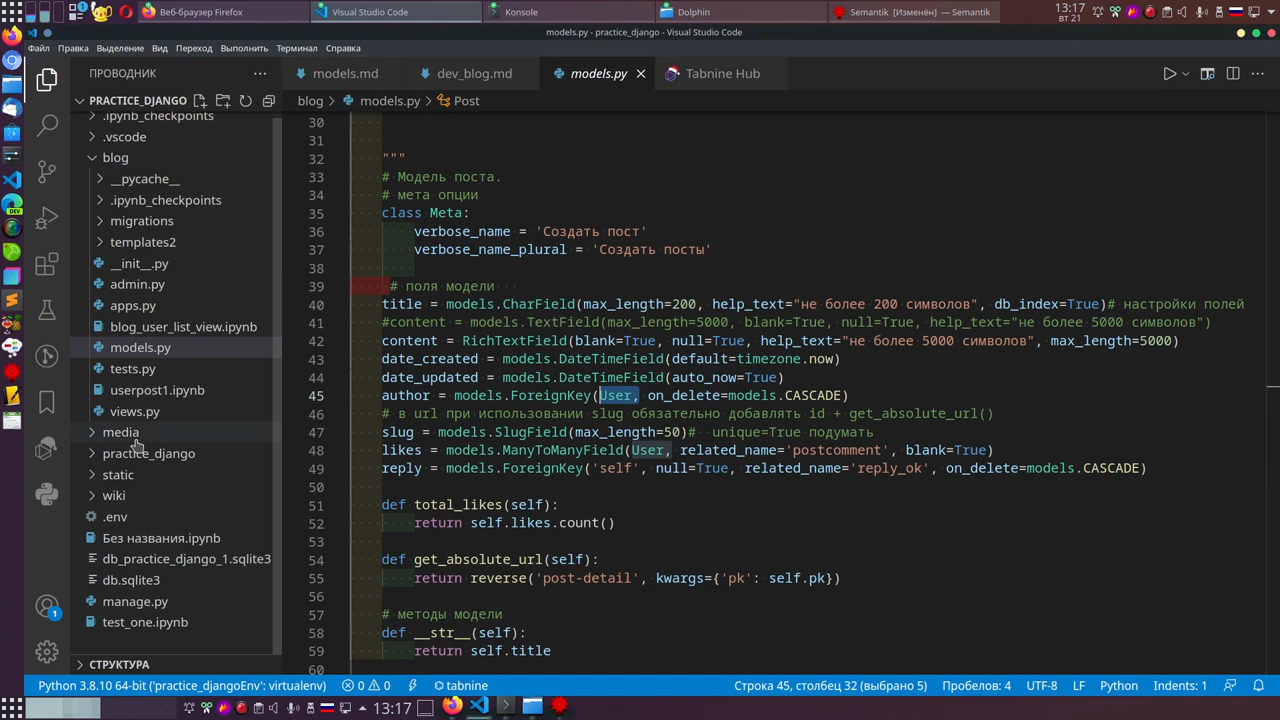 Веб-браузер Firefox
Visual Studio Code
Konsole
Dolphin
Semantik [Изменён] — Semantik
13:17
вт 21
models.py - practice_django - Visual Studio Code
Файл Правка Выделение Вид Переход Выполнить Терминал Справка
ПРОВОДНИК
models.md
dev_blog.md
models.py
Tabnine Hub
PRACTICE_DJANGO
blog > models.py > Post
.ipynb_checkpoints
.vscode
blog
__pycache__
.ipynb_checkpoints
migrations
templates2
__init__.py
admin.py
apps.py
blog_user_list_view.ipynb
models.py
tests.py
userpost1.ipynb
views.py
media
practice_django
static
wiki
.env
Без названия.ipynb
db_practice_django_1.sqlite3
db.sqlite3
manage.py
test_one.ipynb
СТРУКТУРА
DEV
1
30
31
32 """
33 # Модель поста.
34 # мета опции
35 class Meta:
36 verbose_name = 'Создать пост'
37 verbose_name_plural = 'Создать посты'
38
39 # поля модели
40 title = models.CharField(max_length=200, help_text="не более 200 символов", db_index=True)# настройки полей
41 #content = models.TextField(max_length=5000, blank=True, null=True, help_text="не более 5000 символов")
42 content = RichTextField(blank=True, null=True, help_text="не более 5000 символов", max_length=5000)
43 date_created = models.DateTimeField(default=timezone.now)
44 date_updated = models.DateTimeField(auto_now=True)
45 author = models.ForeignKey(User, on_delete=models.CASCADE)
46 # в url при использовании slug обязательно добавлять id + get_absolute_url()
47 slug = models.SlugField(max_length=50)# unique=True подумать
48 likes = models.ManyToManyField(User, related_name='postcomment', blank=True)
49 reply = models.ForeignKey('self', null=True, related_name='reply_ok', on_delete=models.CASCADE)
50
51 def total_likes(self):
52 return self.likes.count()
53
54 def get_absolute_url(self):
55 return reverse('post-detail', kwargs={'pk': self.pk})
56
57 # методы модели
58 def __str__(self):
59 return self.title
60
Python 3.8.10 64-bit ('practice_djangoEnv': virtualenv) 0 0 tabnine Строка 45, столбец 32 (выбрано 5) Пробелов: 4 UTF-8 LF Python Indents: 1
13:17